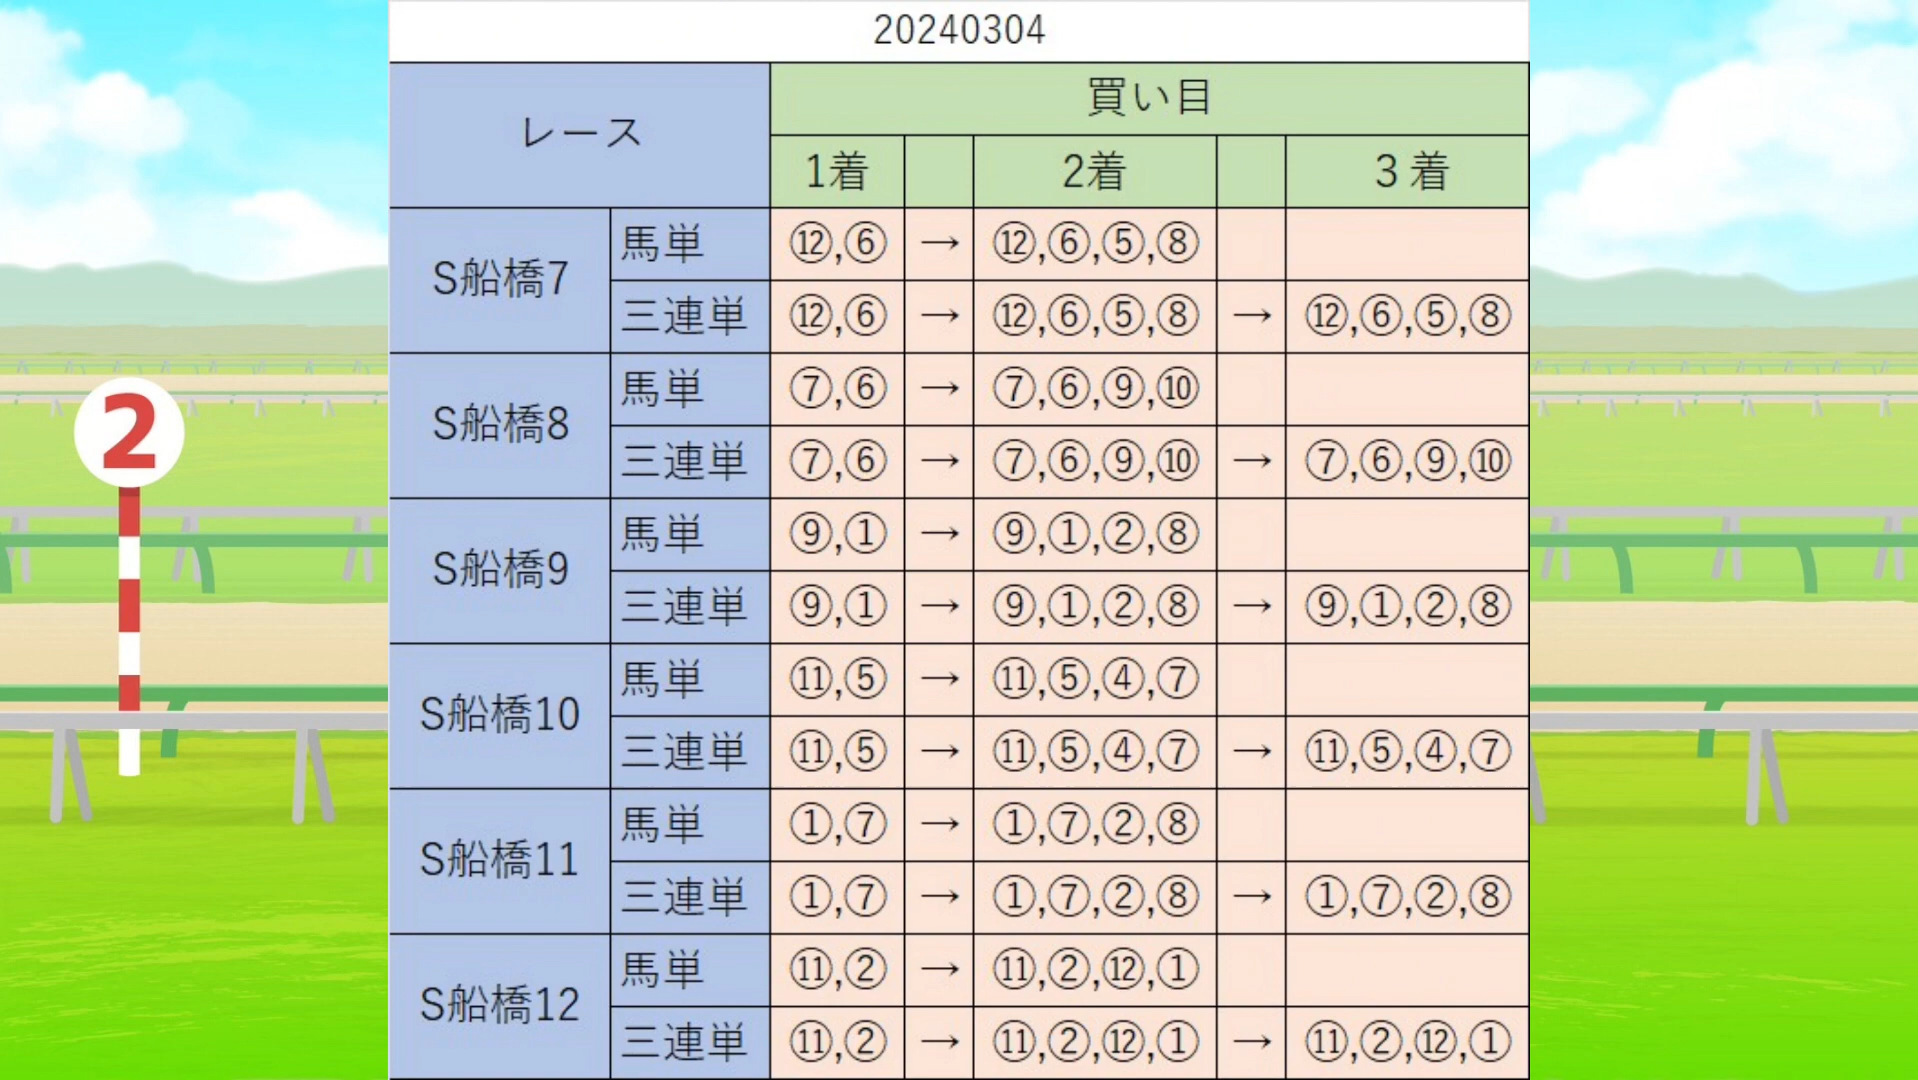 20240304
レース 買い目
1着 2着 3着
S船橋7 馬単 ⑫,⑥ → ⑫,⑥,⑤,⑧
三連単 ⑫,⑥ → ⑫,⑥,⑤,⑧ → ⑫,⑥,⑤,⑧
S船橋8 馬単 ⑦,⑥ → ⑦,⑥,⑨,⑩
三連単 ⑦,⑥ → ⑦,⑥,⑨,⑩ → ⑦,⑥,⑨,⑩
S船橋9 馬単 ⑨,① → ⑨,①,②,⑧
三連単 ⑨,① → ⑨,①,②,⑧ → ⑨,①,②,⑧
S船橋10 馬単 ⑪,⑤ → ⑪,⑤,④,⑦
三連単 ⑪,⑤ → ⑪,⑤,④,⑦ → ⑪,⑤,④,⑦
S船橋11 馬単 ①,⑦ → ①,⑦,②,⑧
三連単 ①,⑦ → ①,⑦,②,⑧ → ①,⑦,②,⑧
S船橋12 馬単 ⑪,② → ⑪,②,⑫,①
三連単 ⑪,② → ⑪,②,⑫,① → ⑪,②,⑫,①
2